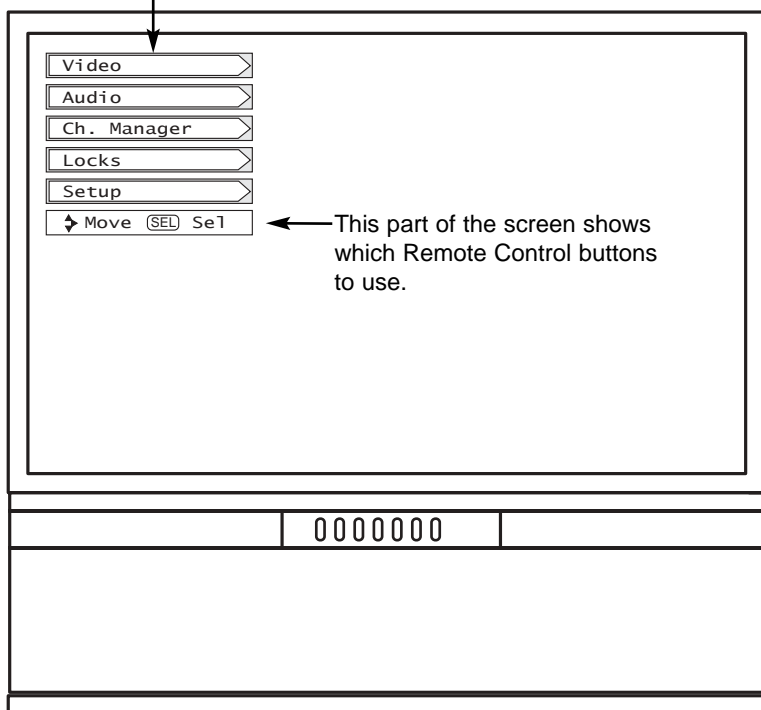 Video
Audio
Ch. Manager
Locks
Setup
Move SEL Sel
This part of the screen shows
which Remote Control buttons
to use.